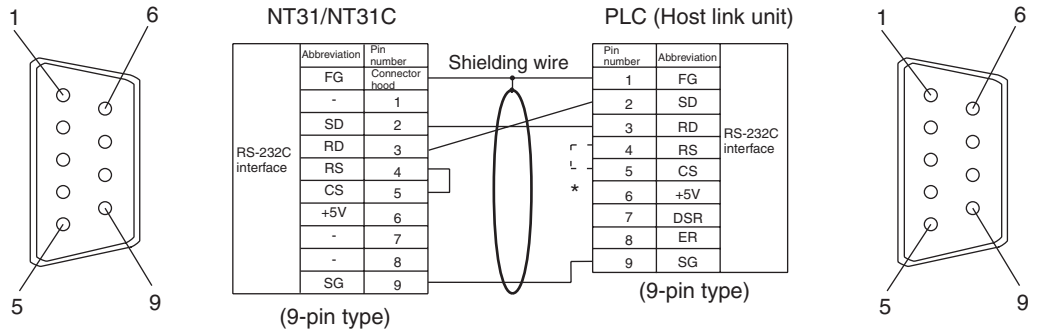 1
6
5
9
NT31/NT31C
RS-232C interface
Abbreviation Pin number
FG Connector hood
- 1
SD 2
RD 3
RS 4
CS 5
+5V 6
- 7
- 8
SG 9
(9-pin type)
Shielding wire
*
PLC (Host link unit)
Pin number Abbreviation
1 FG
2 SD
3 RD
4 RS
5 CS
6 +5V
7 DSR
8 ER
9 SG
RS-232C interface
(9-pin type)
1
6
5
9